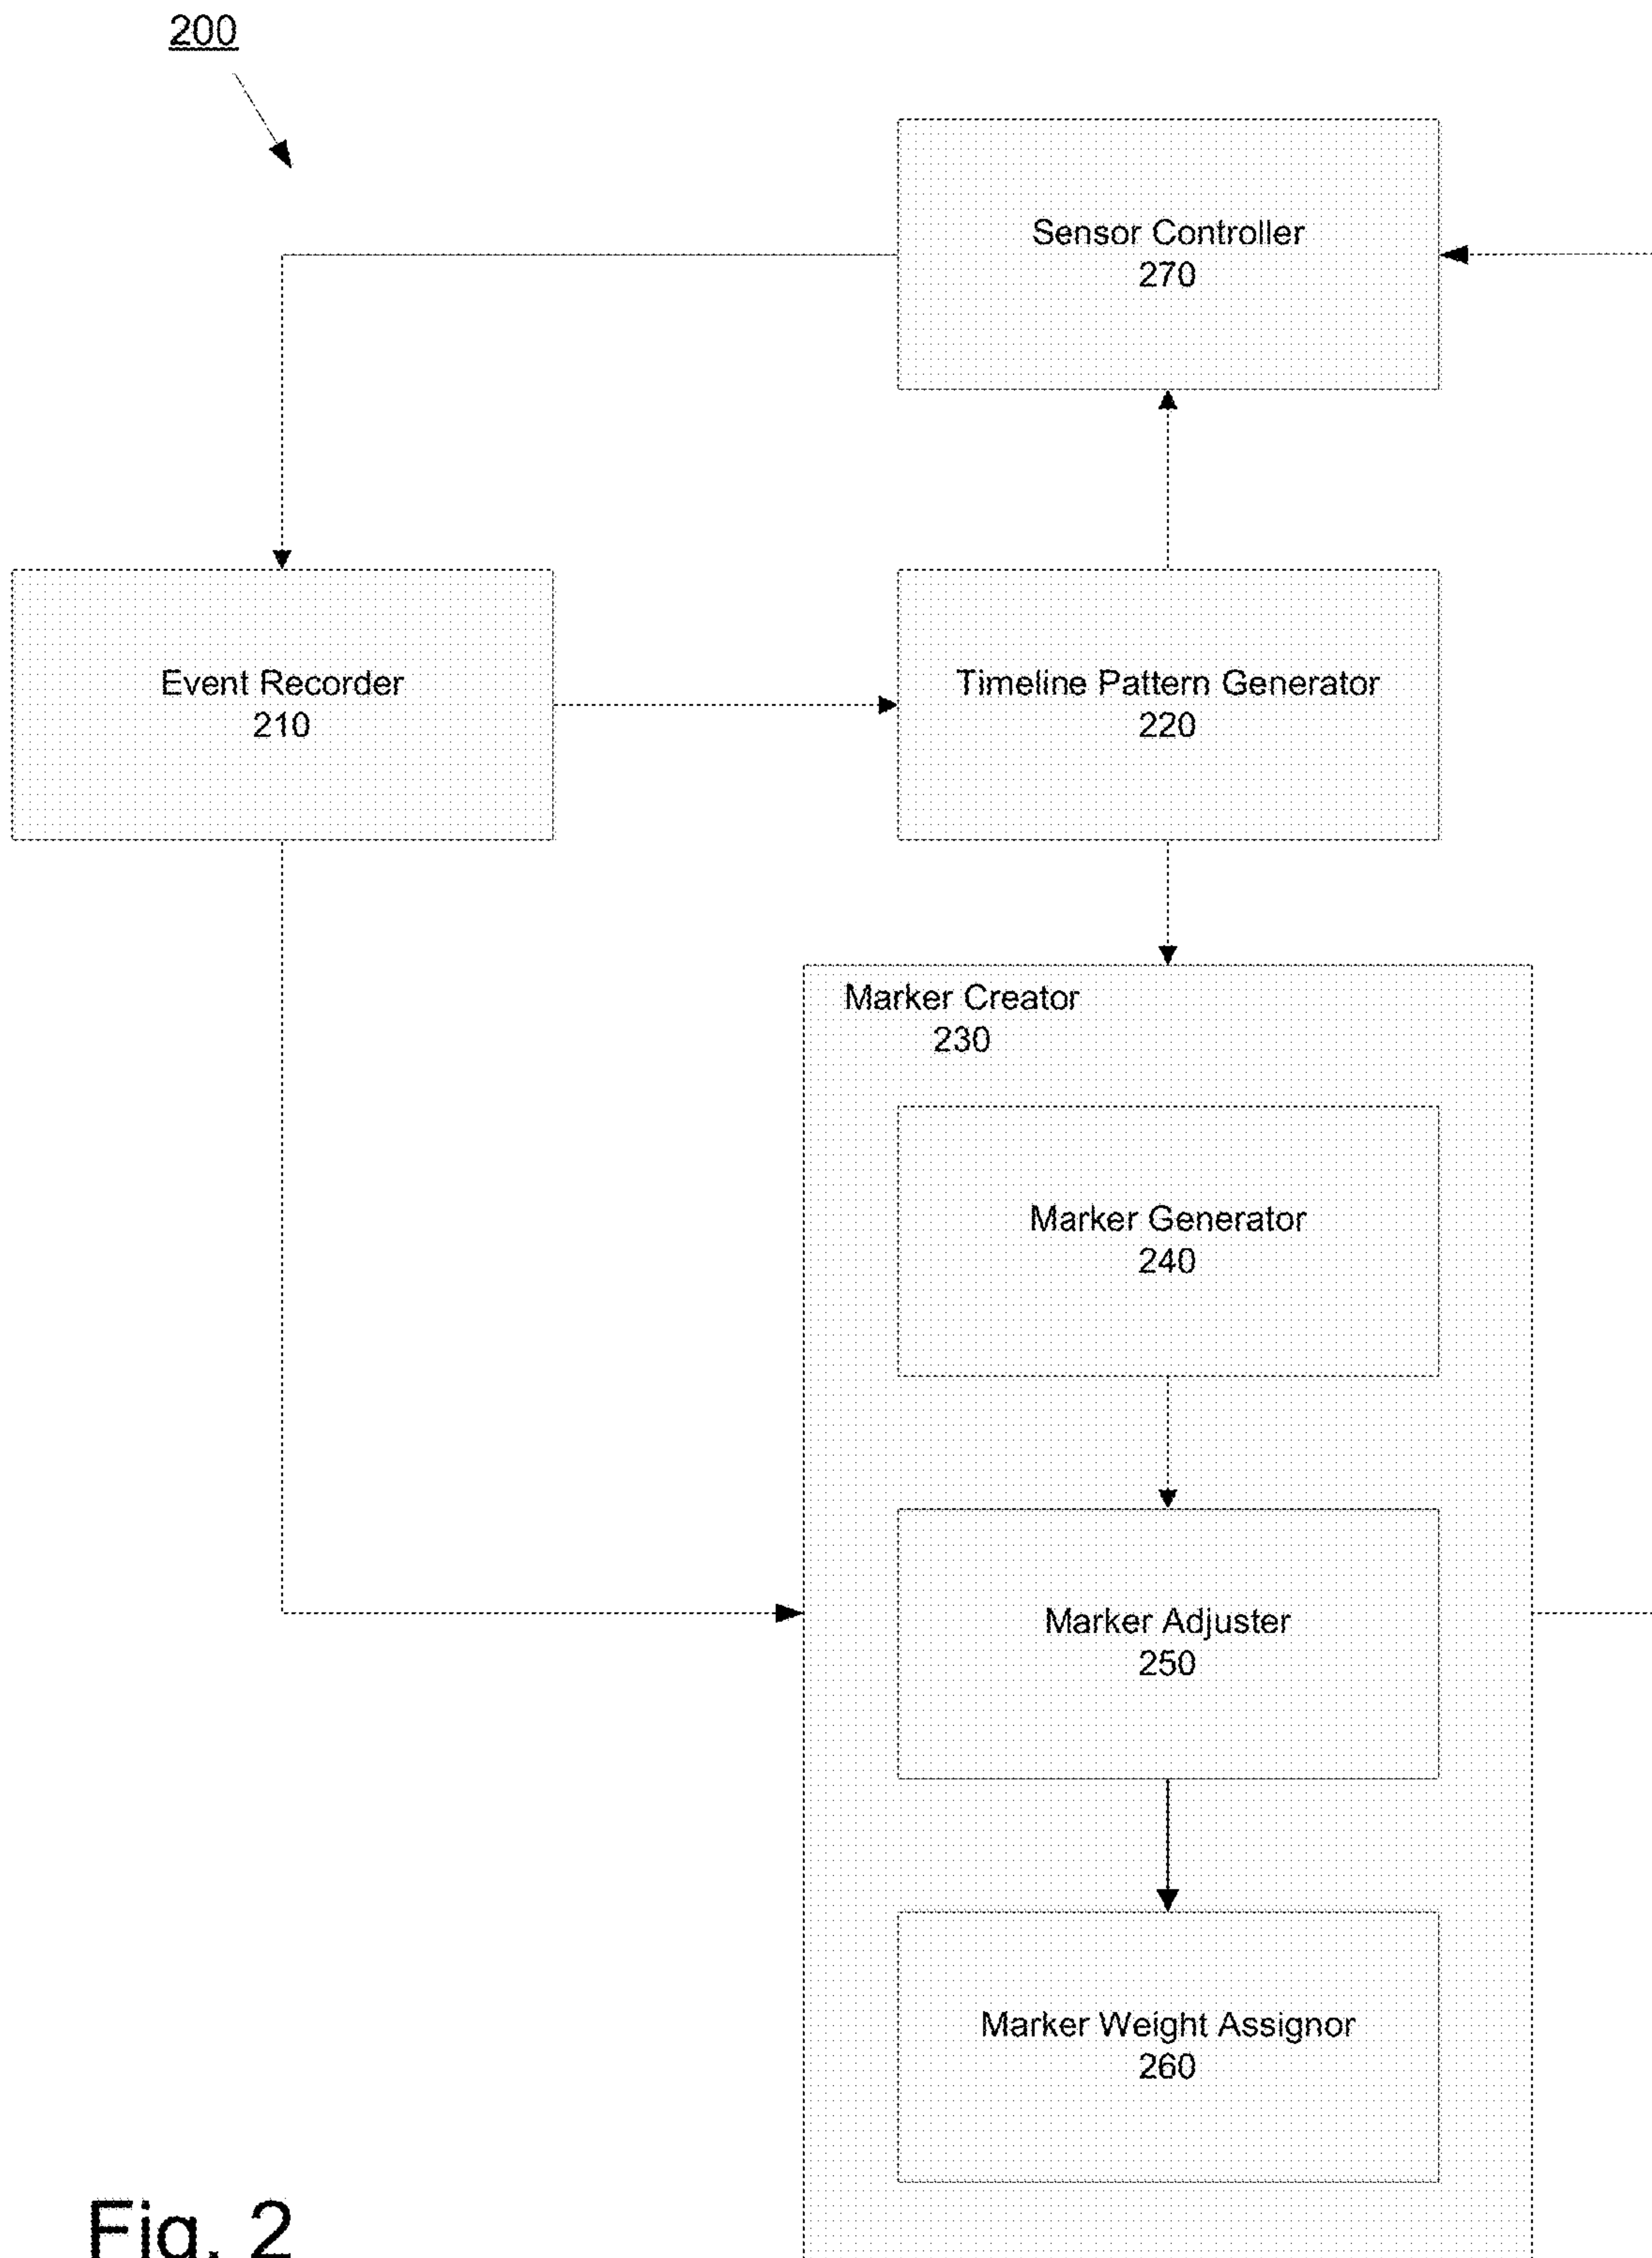 200
Sensor Controller
270
Event Recorder
210
Timeline Pattern Generator
220
Marker Creator
230
Marker Generator
240
Marker Adjuster
250
Marker Weight Assignor
260
Fig. 2